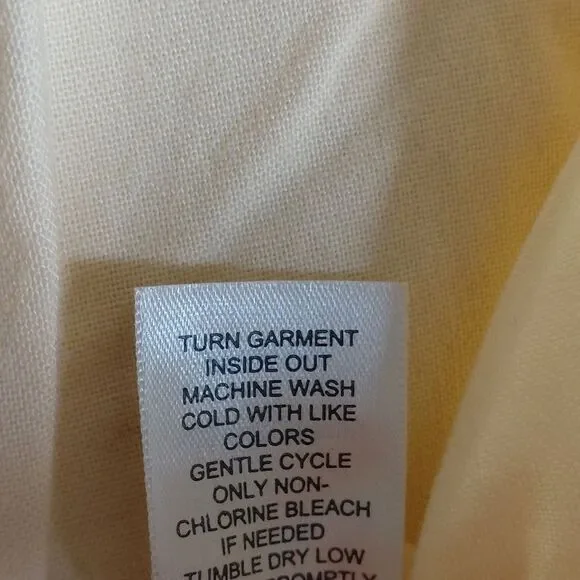 TURN GARMENT
INSIDE OUT
MACHINE WASH
COLD WITH LIKE
COLORS
GENTLE CYCLE
ONLY NON-
CHLORINE BLEACH
IF NEEDED
TUMBLE DRY LOW
PROMPTLY